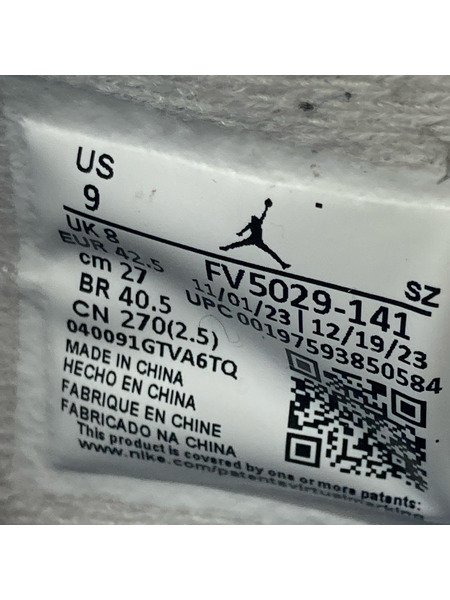 US
9
UK 8
EUR 42.5
cm 27
BR 40.5
CN 270(2.5)
040091GTVA6TQ
MADE IN CHINA
HECHO EN CHINA
FABRIQUE EN CHINE
FABRICADO NA CHINA
This product is covered by one or more patents:
www.nike.com/patentsvirtualmarking
SZ
FV5029-141
11/01/23 | 12/19/23
UPC 00197593850584